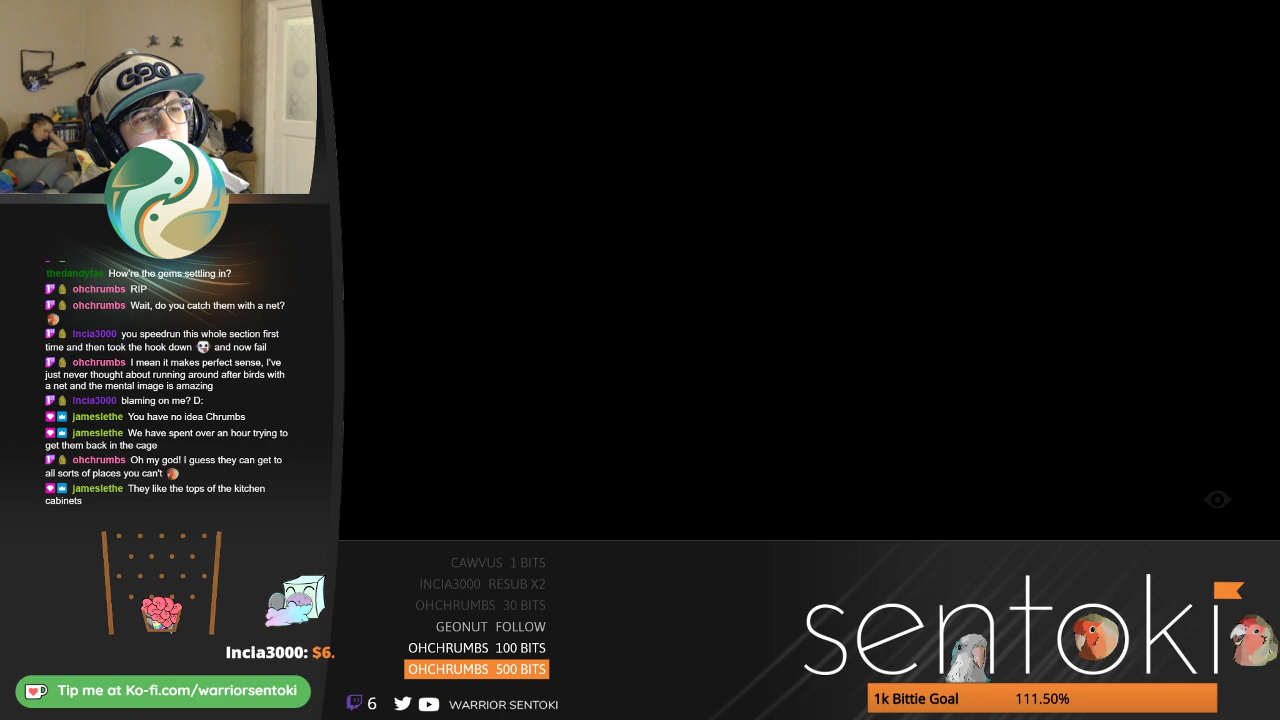 GDQ
thedandyfae How're the gems settling in?
ohchrumbs RIP
ohchrumbs Wait, do you catch them with a net?
Incia3000 you speedrun this whole section first
time and then took the hook down and now fail
ohchrumbs I mean it makes perfect sense, I've
just never thought about running around after birds with
a net and the mental image is amazing
Incia3000 blaming on me? D:
jameslethe You have no idea Chrumbs
jameslethe We have spent over an hour trying to
get them back in the cage
ohchrumbs Oh my god! I guess they can get to
all sorts of places you can't
jameslethe They like the tops of the kitchen
cabinets
Incia3000: $6.
Tip me at Ko-fi.com/warriorsentoki
CAWVUS 1 BITS
INCIA3000 RESUB X2
OHCHRUMBS 30 BITS
GEONUT FOLLOW
OHCHRUMBS 100 BITS
OHCHRUMBS 500 BITS
6 WARRIOR SENTOKI
sentoki
1k Bittie Goal 111.50%